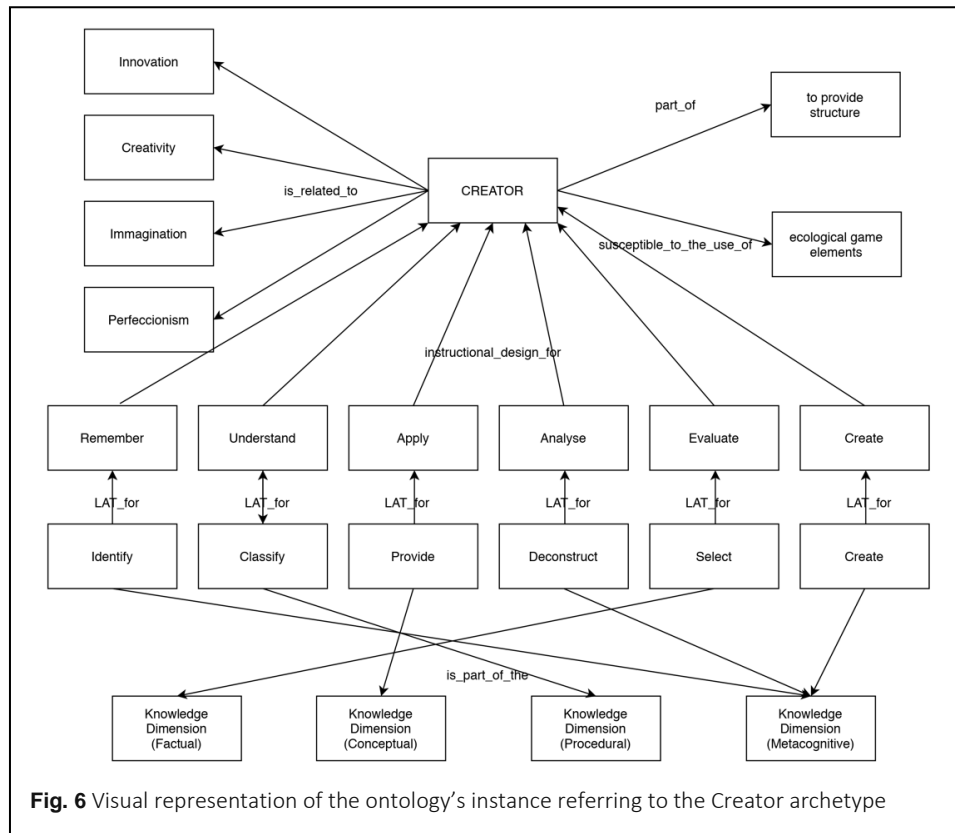 Innovation
part_of
to provide
structure
Creativity
CREATOR
is_related_to
Immagination
susceptible_to_the_use_of
ecological game
elements
Perfeccionism
instructional_design_for
Remember
Understand
Apply
Analyse
Evaluate
Create
LAT_for
LAT_for
LAT_for
LAT_for
LAT_for
LAT_for
Identify
Classify
Provide
Deconstruct
Select
Create
is_part_of_the
Knowledge
Dimension
(Factual)
Knowledge
Dimension
(Conceptual)
Knowledge
Dimension
(Procedural)
Knowledge
Dimension
(Metacognitive)
Fig. 6 Visual representation of the ontology’s instance referring to the Creator archetype